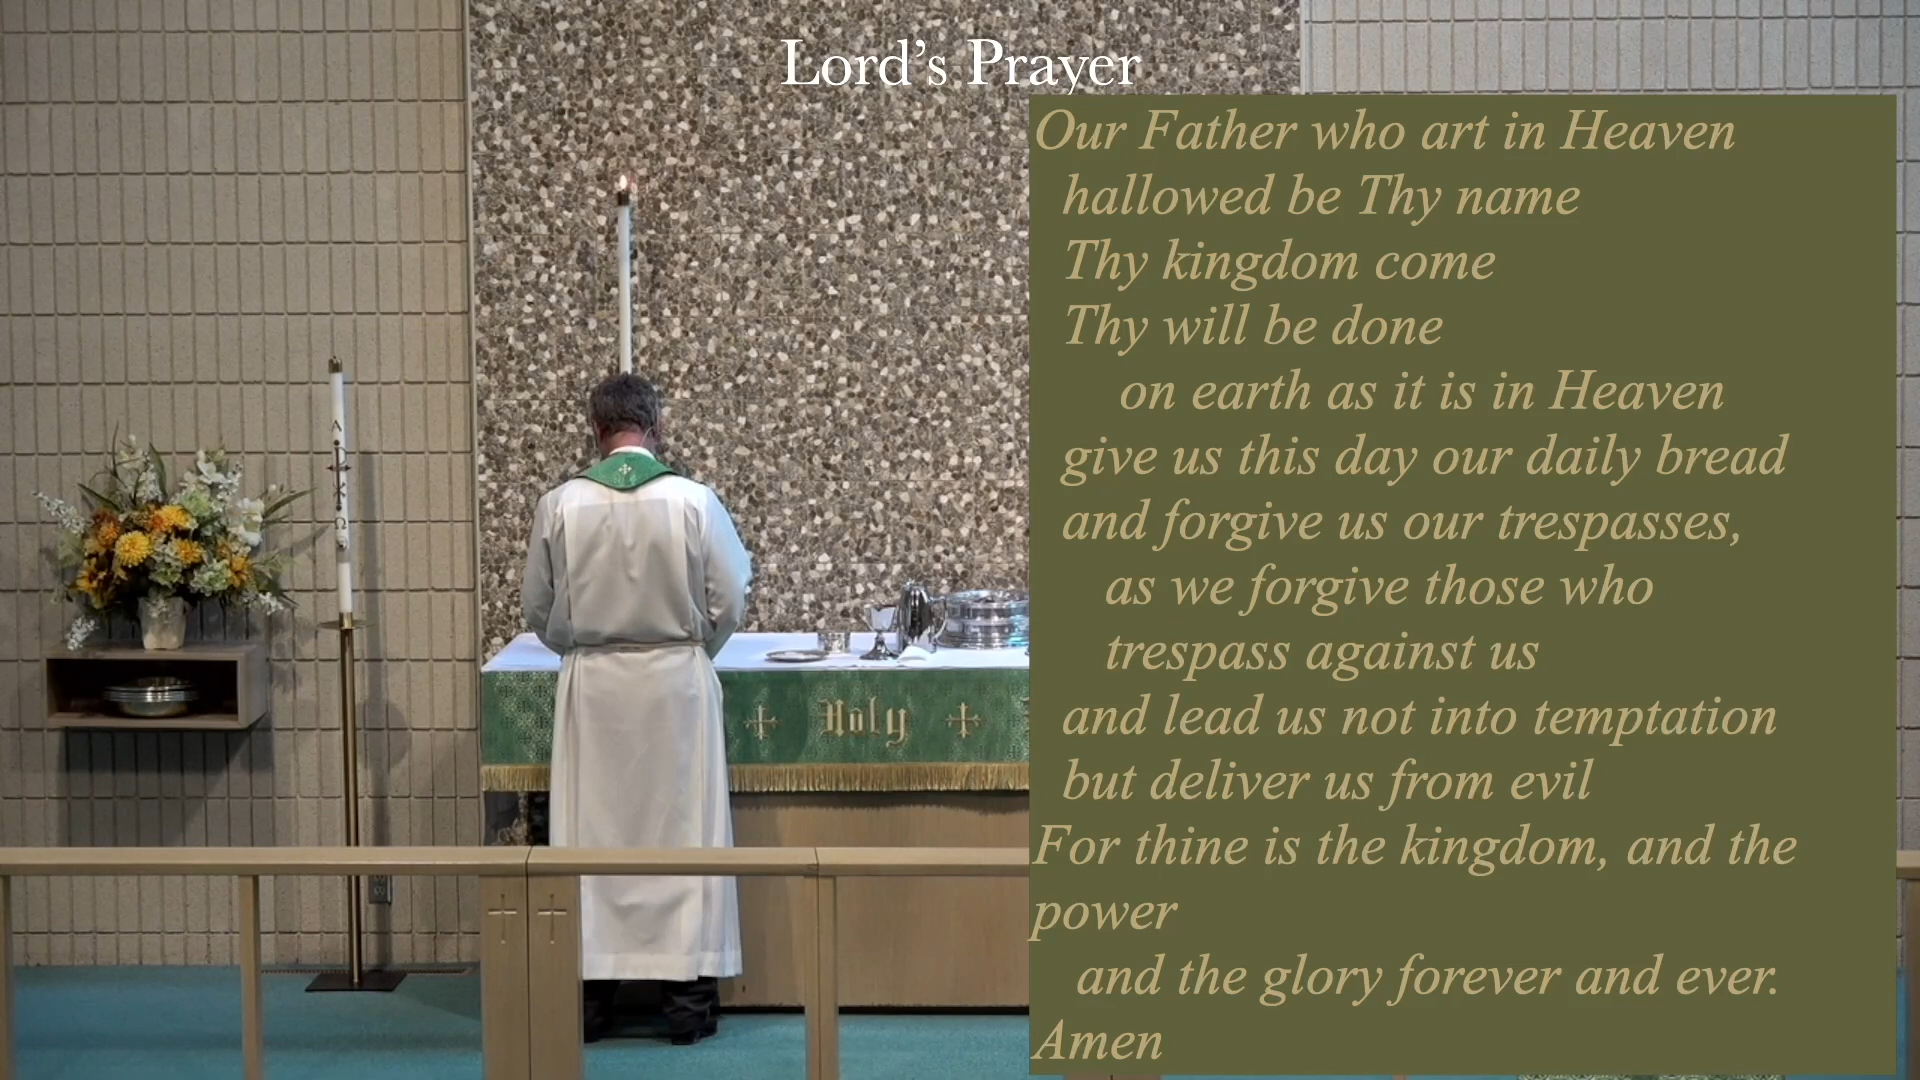 Lord's Prayer
Our Father who art in Heaven
hallowed be Thy name
Thy kingdom come
Thy will be done
on earth as it is in Heaven
give us this day our daily bread
and forgive us our trespasses,
as we forgive those who
trespass against us
and lead us not into temptation
but deliver us from evil
For thine is the kingdom, and the
power
and the glory forever and ever.
Amen
Α
Ω
Holy